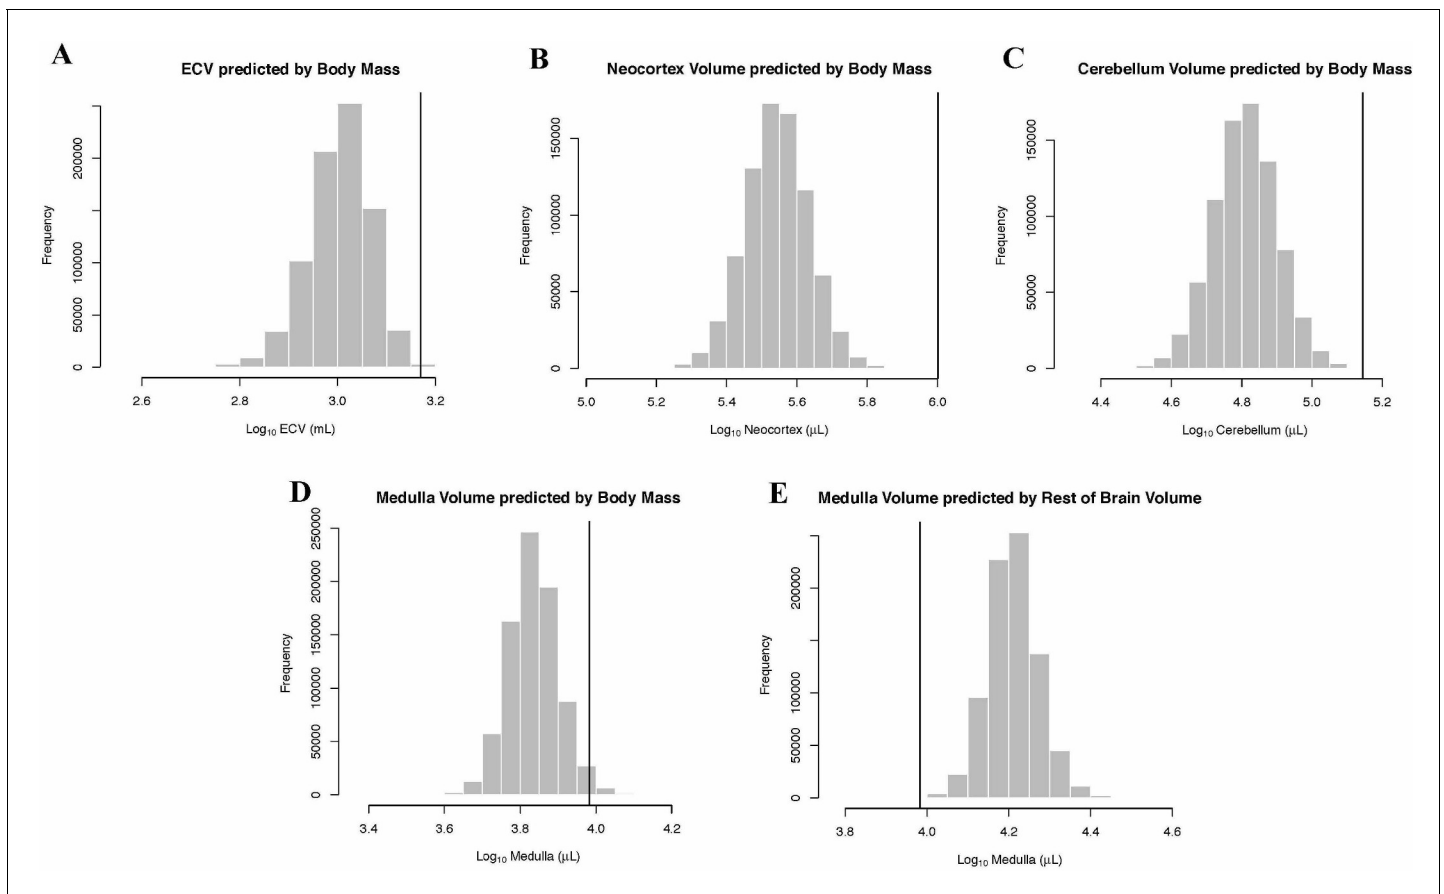 A
ECV predicted by Body Mass
Frequency
0
50000
100000
200000
2.6
2.8
3.0
3.2
Log₁₀ ECV (mL)
B
Neocortex Volume predicted by Body Mass
Frequency
0
50000
100000
150000
5.0
5.2
5.4
5.6
5.8
6.0
Log₁₀ Neocortex (μL)
C
Cerebellum Volume predicted by Body Mass
Frequency
0
50000
100000
150000
4.4
4.6
4.8
5.0
5.2
Log₁₀ Cerebellum (μL)
D
Medulla Volume predicted by Body Mass
Frequency
0
50000
100000
150000
200000
250000
3.4
3.6
3.8
4.0
4.2
Log₁₀ Medulla (μL)
E
Medulla Volume predicted by Rest of Brain Volume
Frequency
0
50000
100000
200000
3.8
4.0
4.2
4.4
4.6
Log₁₀ Medulla (μL)